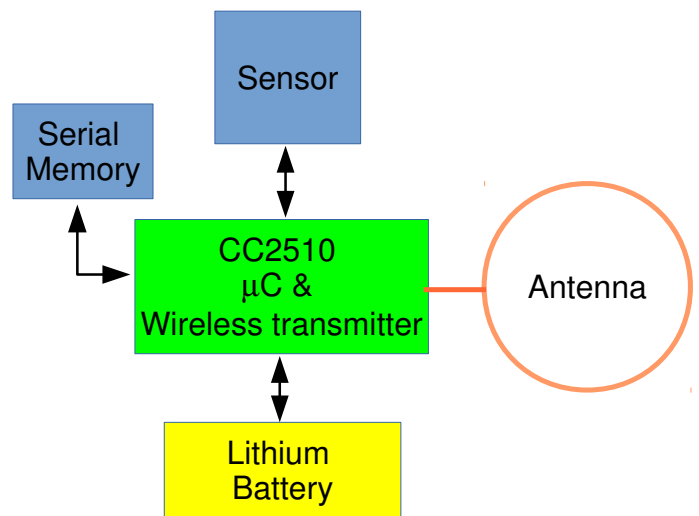 Sensor
Serial
Memory
CC2510
μC &
Wireless transmitter
Antenna
Lithium
Battery